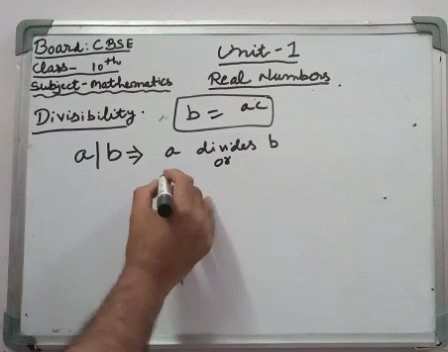 Board: CBSE
Unit-1
Class- 10th
Real Numbers
Subject-Mathematics
Divisibility.
b = ac
a|b ⇒ a divides b
or